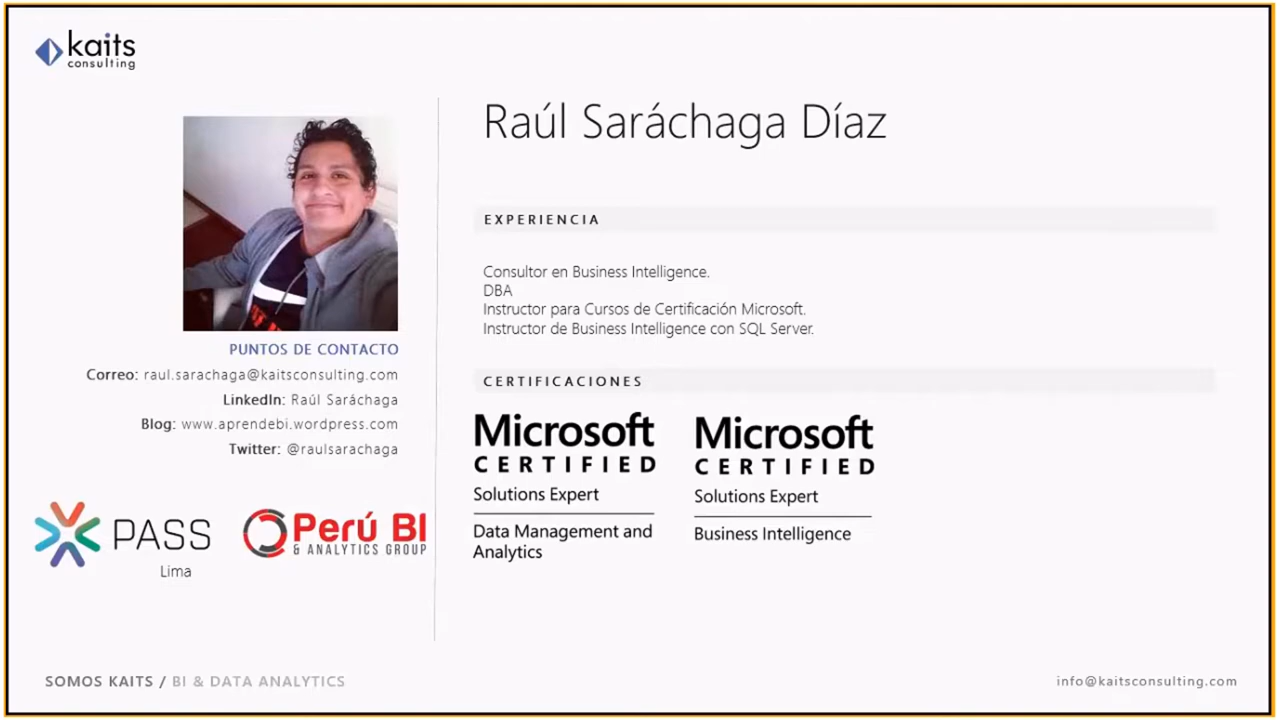 kaits
consulting
Raúl Saráchaga Díaz
EXPERIENCIA
Consultor en Business Intelligence.
DBA
Instructor para Cursos de Certificación Microsoft.
Instructor de Business Intelligence con SQL Server.
PUNTOS DE CONTACTO
Correo: raul.sarachaga@kaitsconsulting.com
LinkedIn: Raúl Saráchaga
Blog: www.aprendebi.wordpress.com
Twitter: @raulsarachaga
CERTIFICACIONES
Microsoft
CERTIFIED
Solutions Expert
Data Management and
Analytics
Microsoft
CERTIFIED
Solutions Expert
Business Intelligence
PASS
Lima
Perú BI
& ANALYTICS GROUP
SOMOS KAITS / BI & DATA ANALYTICS
info@kaitsconsulting.com